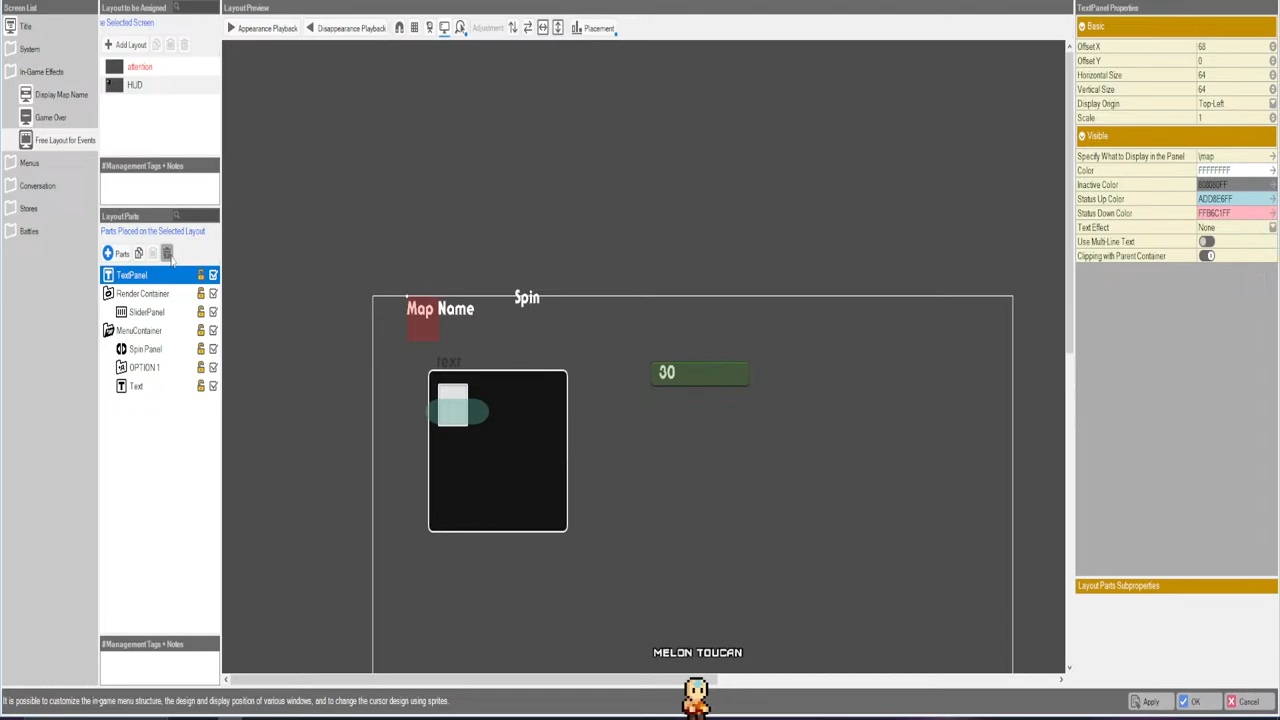 Screen List
Title
System
In-Game Effects
Display Map Name
Game Over
Free Layout for Events
Menus
Conversation
Stores
Battles
Layout to be Assigned
e Selected Screen
Add Layout
attention
HUD
#Management Tags + Notes
Layout Parts
Parts Placed on the Selected Layout
Parts
TextPanel
Render Container
SliderPanel
MenuContainer
Spin Panel
OPTION 1
Text
#Management Tags + Notes
Layout Preview
Appearance Playback
Disappearance Playback
Adjustment
Placement
Spin
Map Name
30
MELON TOUCAN
TextPanel Properties
Basic
Offset X 68
Offset Y 0
Horizontal Size 64
Vertical Size 64
Display Origin Top-Left
Scale 1
Visible
Specify What to Display in the Panel \map
Color FFFFFFFF
Inactive Color 808080FF
Status Up Color ADD8E6FF
Status Down Color FFB6C1FF
Text Effect None
Use Multi-Line Text
Clipping with Parent Container
Layout Parts Subproperties
It is possible to customize the in-game menu structure, the design and display position of various windows, and to change the cursor design using sprites.
Apply
OK
Cancel